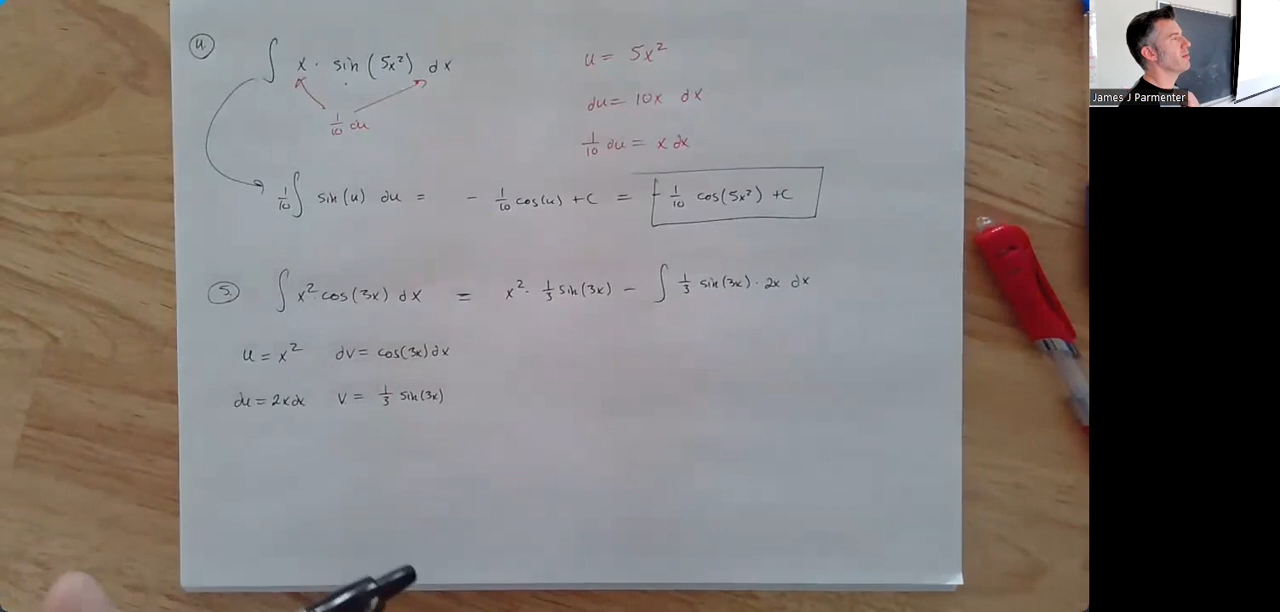 4. ∫ x · sin(5x²) dx
1/10 du
u = 5x²
du = 10x dx
1/10 du = x dx
1/10 ∫ sin(u) du = - 1/10 cos(u) + C = - 1/10 cos(5x²) + C
5. ∫ x² cos(3x) dx = x² · 1/3 sin(3x) - ∫ 1/3 sin(3x) · 2x dx
u = x² dv = cos(3x) dx
du = 2x dx v = 1/3 sin(3x)
James J Parmenter